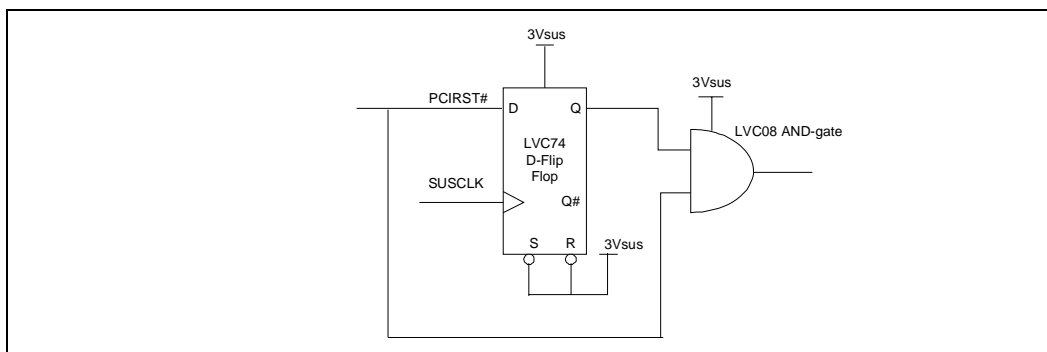 3Vsus
3Vsus
PCIRST#
D
Q
LVC08 AND-gate
LVC74
D-Flip
Flop
SUSCLK
Q#
S
R
3Vsus